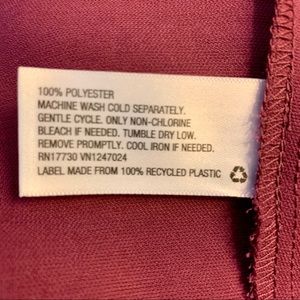 100% POLYESTER
MACHINE WASH COLD SEPARATELY.
GENTLE CYCLE. ONLY NON-CHLORINE
BLEACH IF NEEDED. TUMBLE DRY LOW.
REMOVE PROMPTLY. COOL IRON IF NEEDED.
RN17730 VN1247024
LABEL MADE FROM 100% RECYCLED PLASTIC